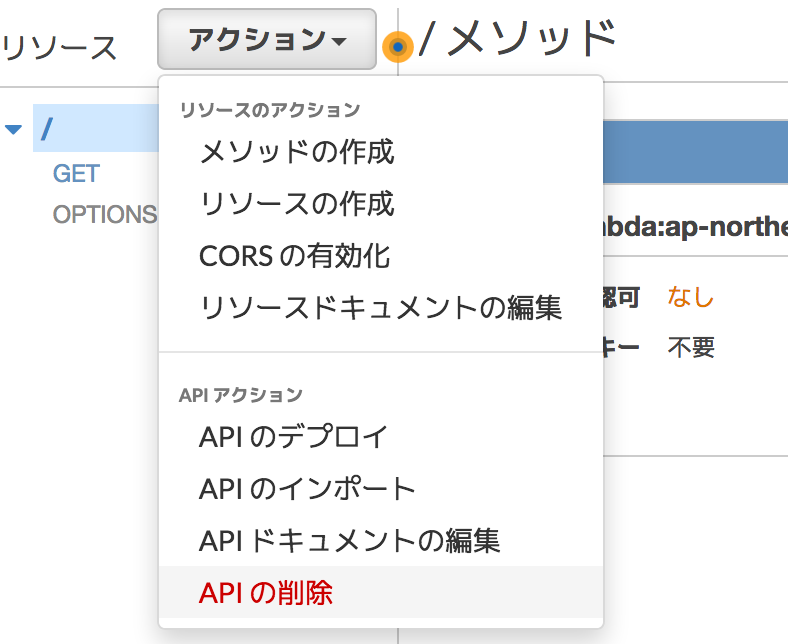 リソース
アクション
/ メソッド
/
GET
OPTIONS
リソースのアクション
メソッドの作成
リソースの作成
CORS の有効化
リソースドキュメントの編集
API アクション
API のデプロイ
API のインポート
API ドキュメントの編集
API の削除
bda:ap-northe
認可 なし
キー 不要